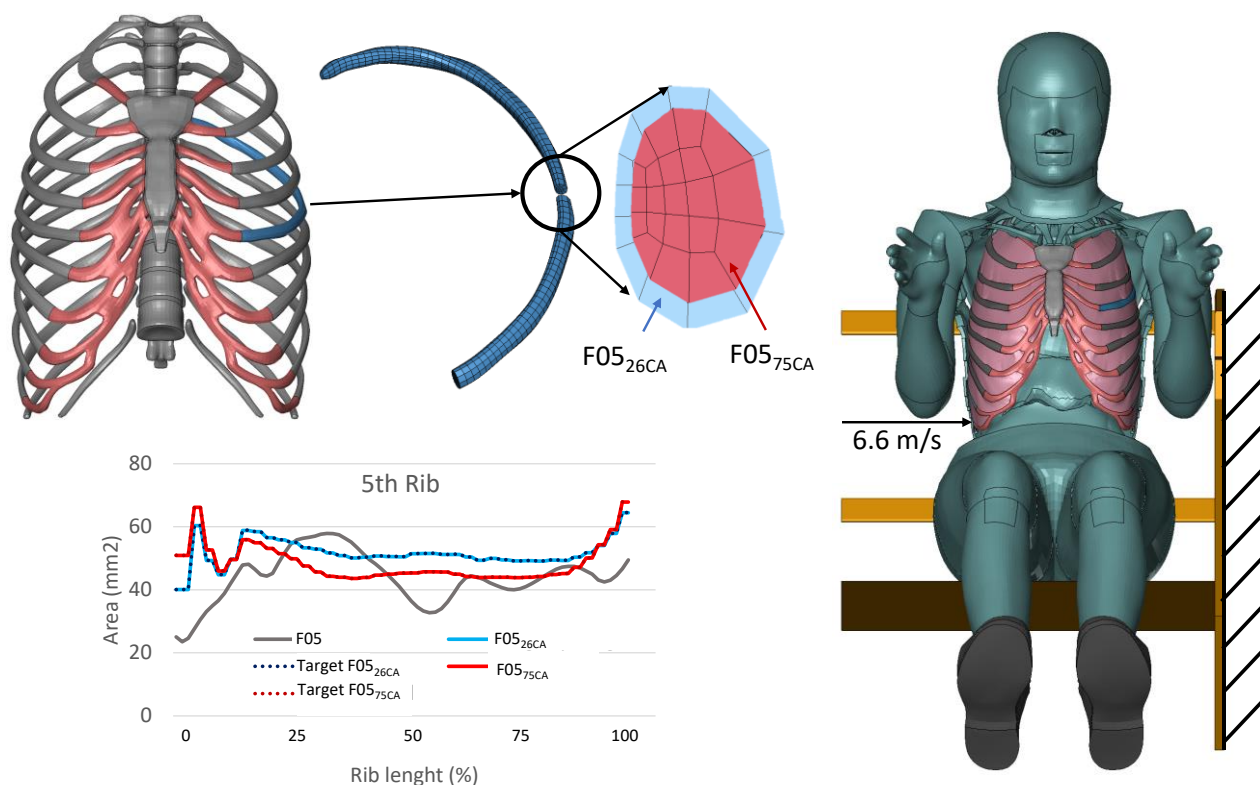 F05₂₆CA
F05₇₅CA
6.6 m/s
5th Rib
Area (mm2)
80
60
40
20
0
F05
F05₂₆CA
Target F05₂₆CA
F05₇₅CA
Target F05₇₅CA
0 25 50 75 100
Rib lenght (%)